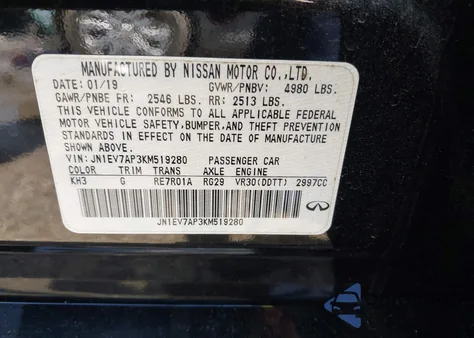 MANUFACTURED BY NISSAN MOTOR CO.,LTD.
DATE: 01/19 GVWR/PNBV: 4980 LBS.
GAWR/PNBE FR: 2546 LBS. RR: 2513 LBS.
THIS VEHICLE CONFORMS TO ALL APPLICABLE FEDERAL
MOTOR VEHICLE SAFETY,BUMPER,AND THEFT PREVENTION
STANDARDS IN EFFECT ON THE DATE OF MANUFACTURE
SHOWN ABOVE.
VIN: JN1EV7AP3KM519280 PASSENGER CAR
COLOR TRIM TRANS AXLE ENGINE
KH3 G RE7R01A RG29 VR30(DDTT) 2997CC
JN1EV7AP3KM519280